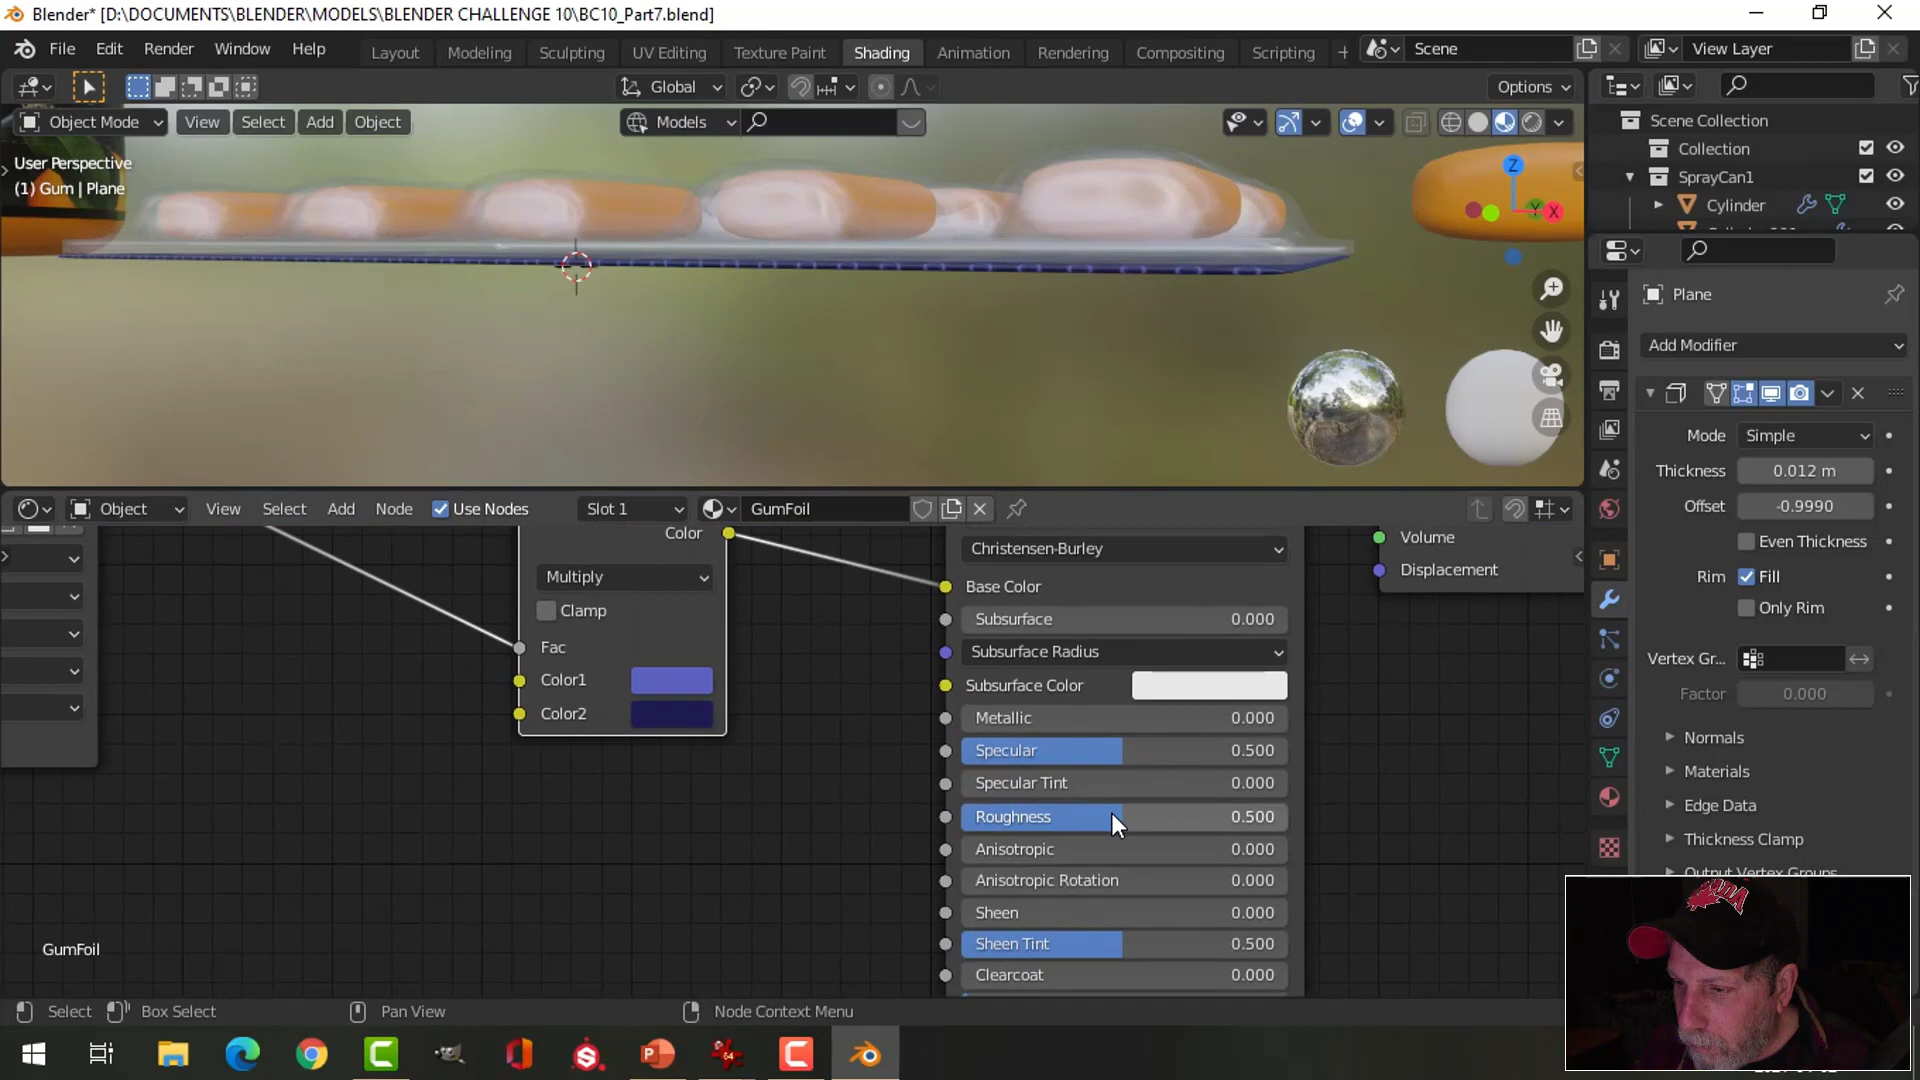 Blender* [D:\DOCUMENTS\BLENDER\MODELS\BLENDER CHALLENGE 10\BC10_Part7.blend]
File Edit Render Window Help
Layout Modeling Sculpting UV Editing Texture Paint Shading Animation Rendering Compositing Scripting +
Scene
View Layer
Global
Options
Object Mode View Select Add Object
Models
User Perspective
(1) Gum | Plane
Z
Y
X
Scene Collection
Collection
SprayCan1
Cylinder
Plane
Add Modifier
Mode Simple
Thickness 0.012 m
Offset -0.9990
Even Thickness
Rim Fill
Only Rim
Vertex Gr...
Factor 0.000
Normals
Materials
Edge Data
Thickness Clamp
Output Vertex Groups
Object View Select Add Node Use Nodes Slot 1 GumFoil
Color
Multiply
Clamp
Fac
Color1
Color2
Christensen-Burley
Base Color
Subsurface 0.000
Subsurface Radius
Subsurface Color
Metallic 0.000
Specular 0.500
Specular Tint 0.000
Roughness 0.500
Anisotropic 0.000
Anisotropic Rotation 0.000
Sheen 0.000
Sheen Tint 0.500
Clearcoat 0.000
Volume
Displacement
GumFoil
Select Box Select Pan View Node Context Menu